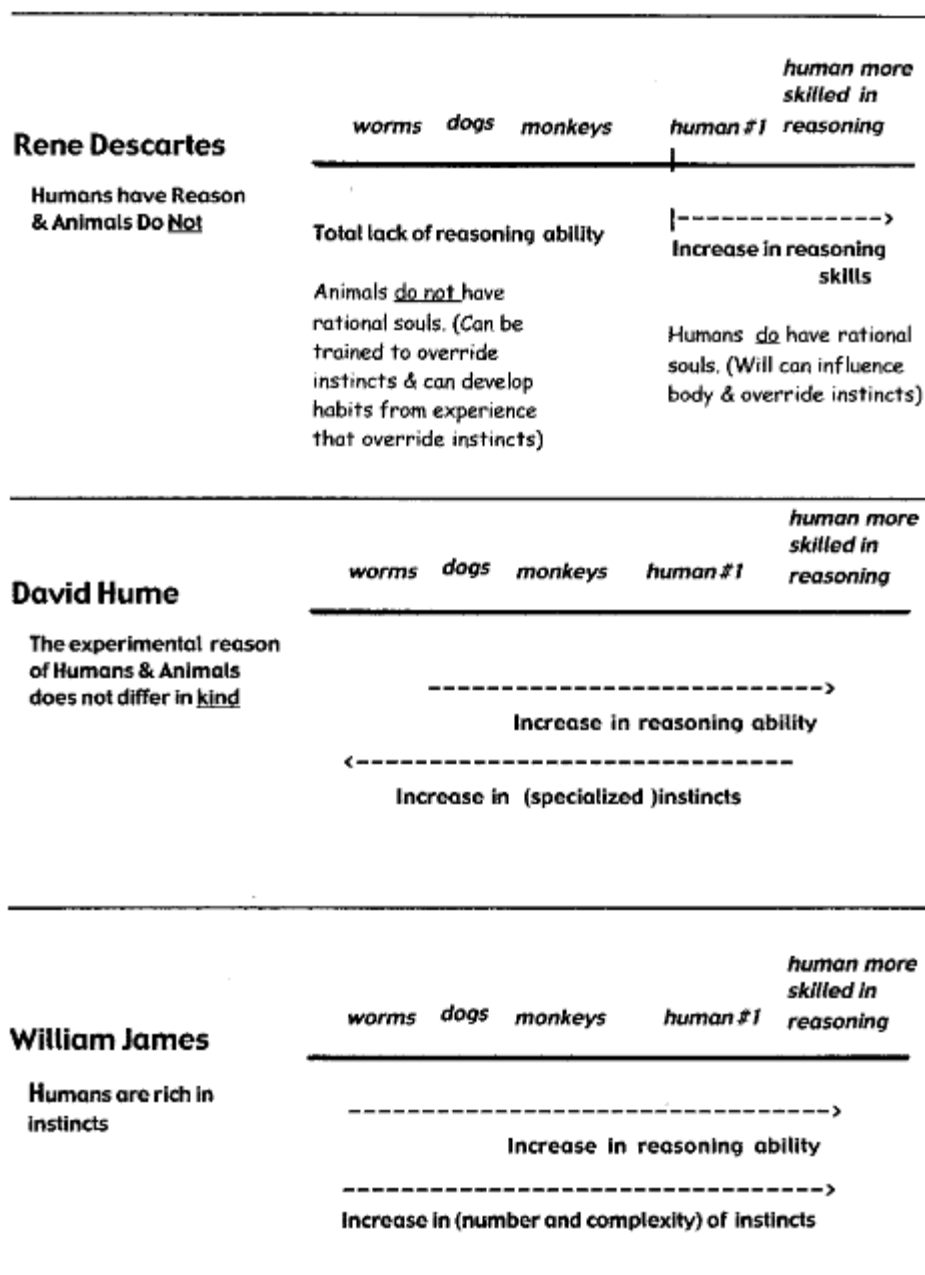 human more
skilled in
worms dogs monkeys human #1 reasoning
Rene Descartes
Humans have Reason
& Animals Do Not
Total lack of reasoning ability
|--------------->
Increase in reasoning
skills
Animals do not have
rational souls. (Can be
trained to override
instincts & can develop
habits from experience
that override instincts)
Humans do have rational
souls. (Will can influence
body & override instincts)
human more
skilled in
worms dogs monkeys human #1 reasoning
David Hume
The experimental reason
of Humans & Animals
does not differ in kind
Increase in reasoning ability
Increase in (specialized )instincts
human more
skilled in
worms dogs monkeys human #1 reasoning
William James
Humans are rich in
instincts
Increase in reasoning ability
Increase in (number and complexity) of instincts